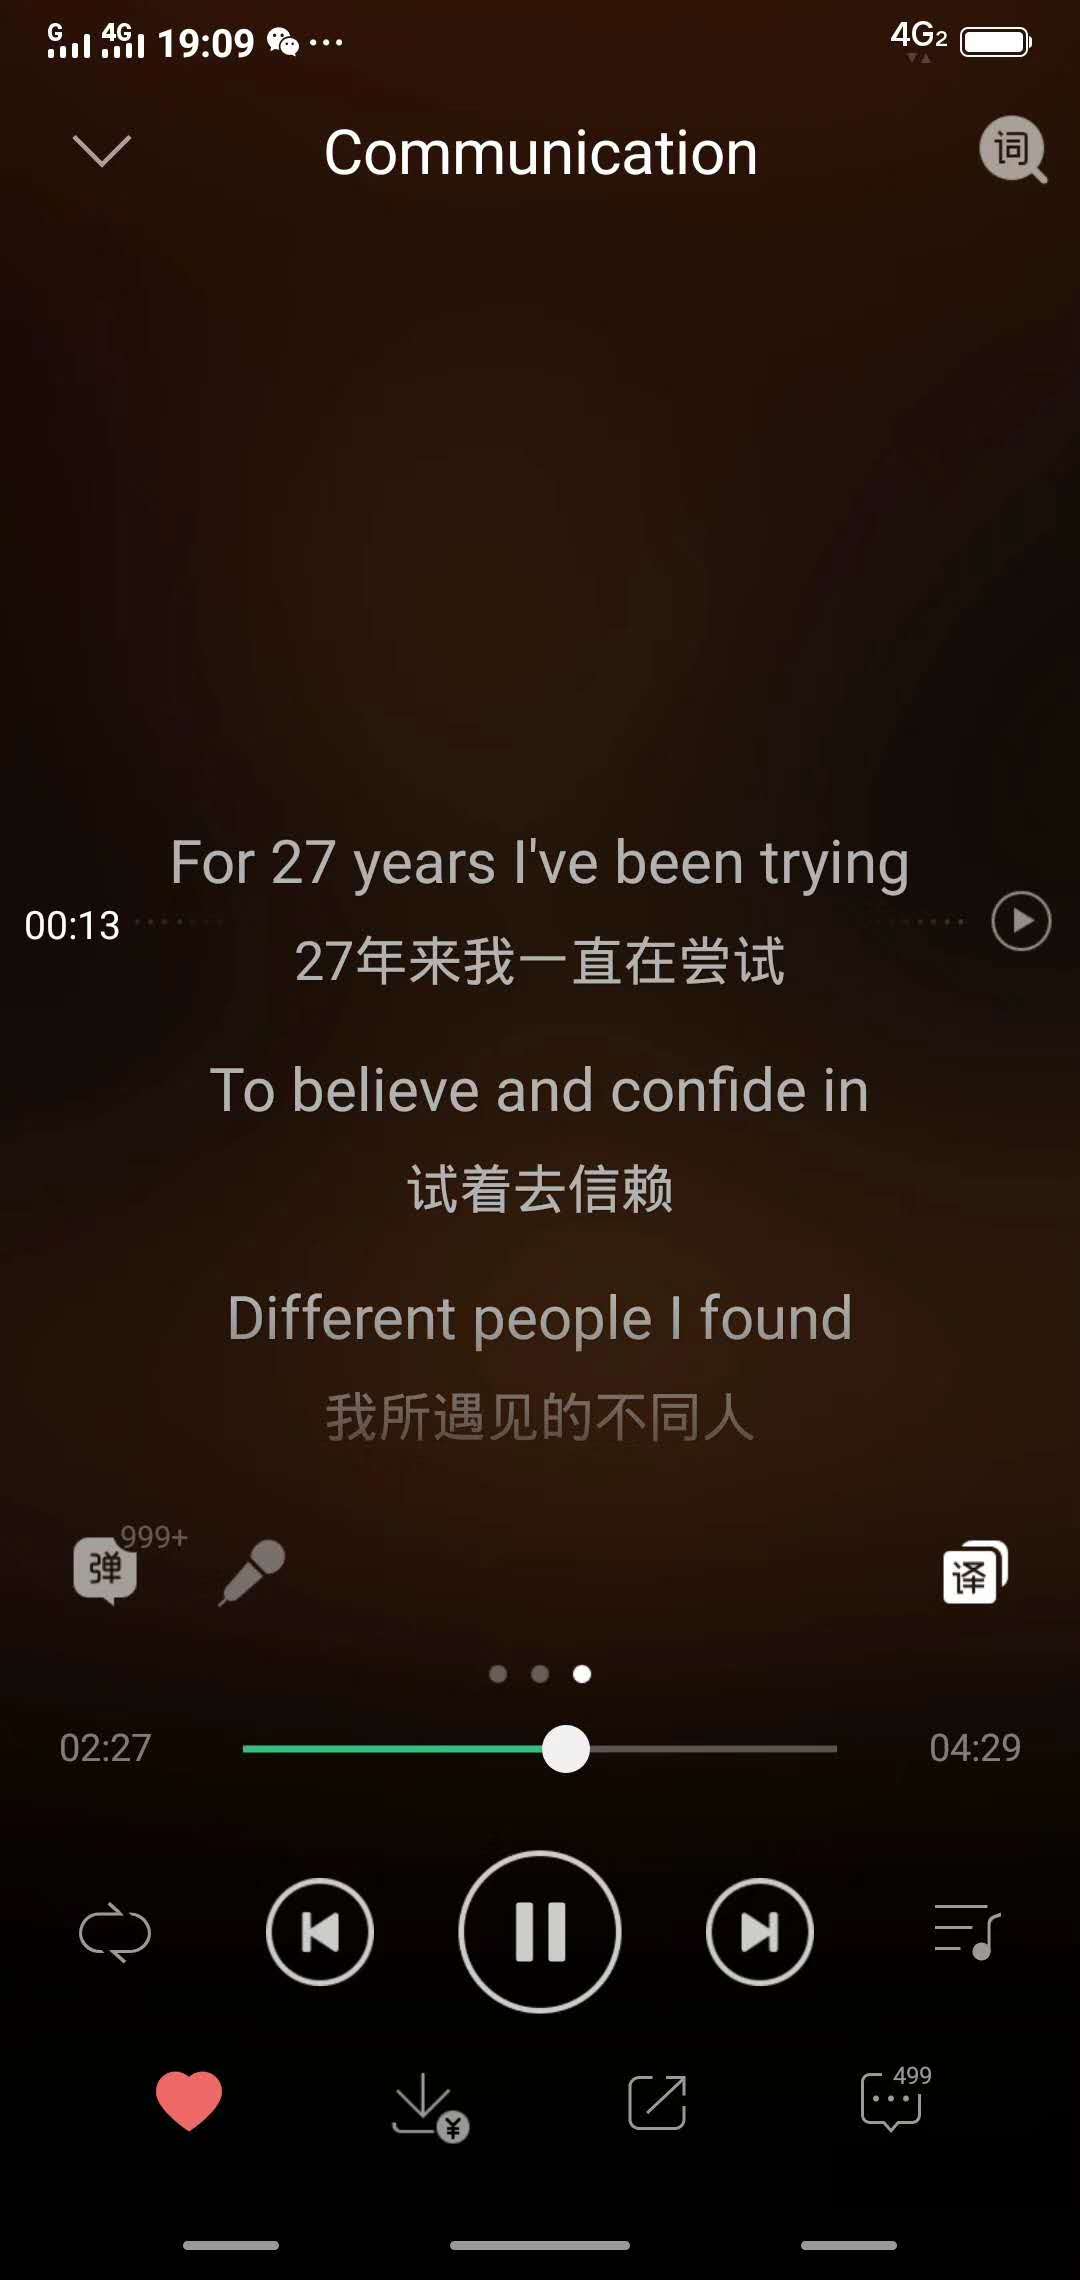 G 4G 19:09 4G2
Communication 词
For 27 years I've been trying
00:13
27年来我一直在尝试
To believe and confide in
试着去信赖
Different people I found
我所遇见的不同人
弹 999+ 译
02:27 04:29
¥ 499